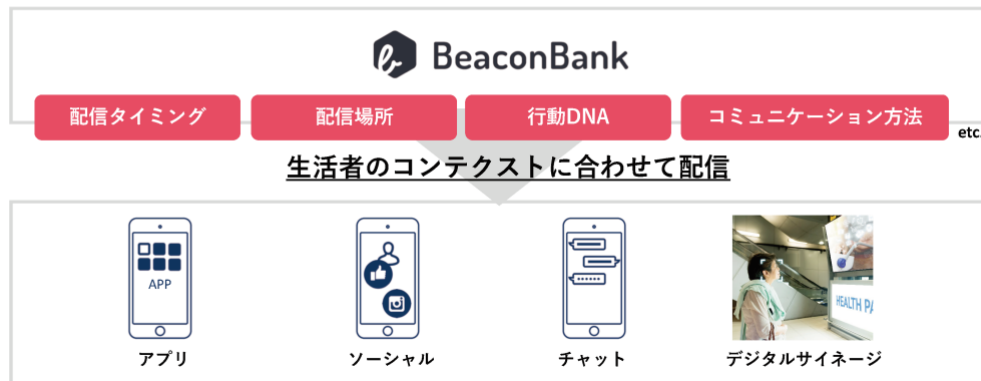 BeaconBank
配信タイミング
配信場所
行動DNA
コミュニケーション方法
etc.
生活者のコンテクストに合わせて配信
APP
HEALTH PA
アプリ
ソーシャル
チャット
デジタルサイネージ